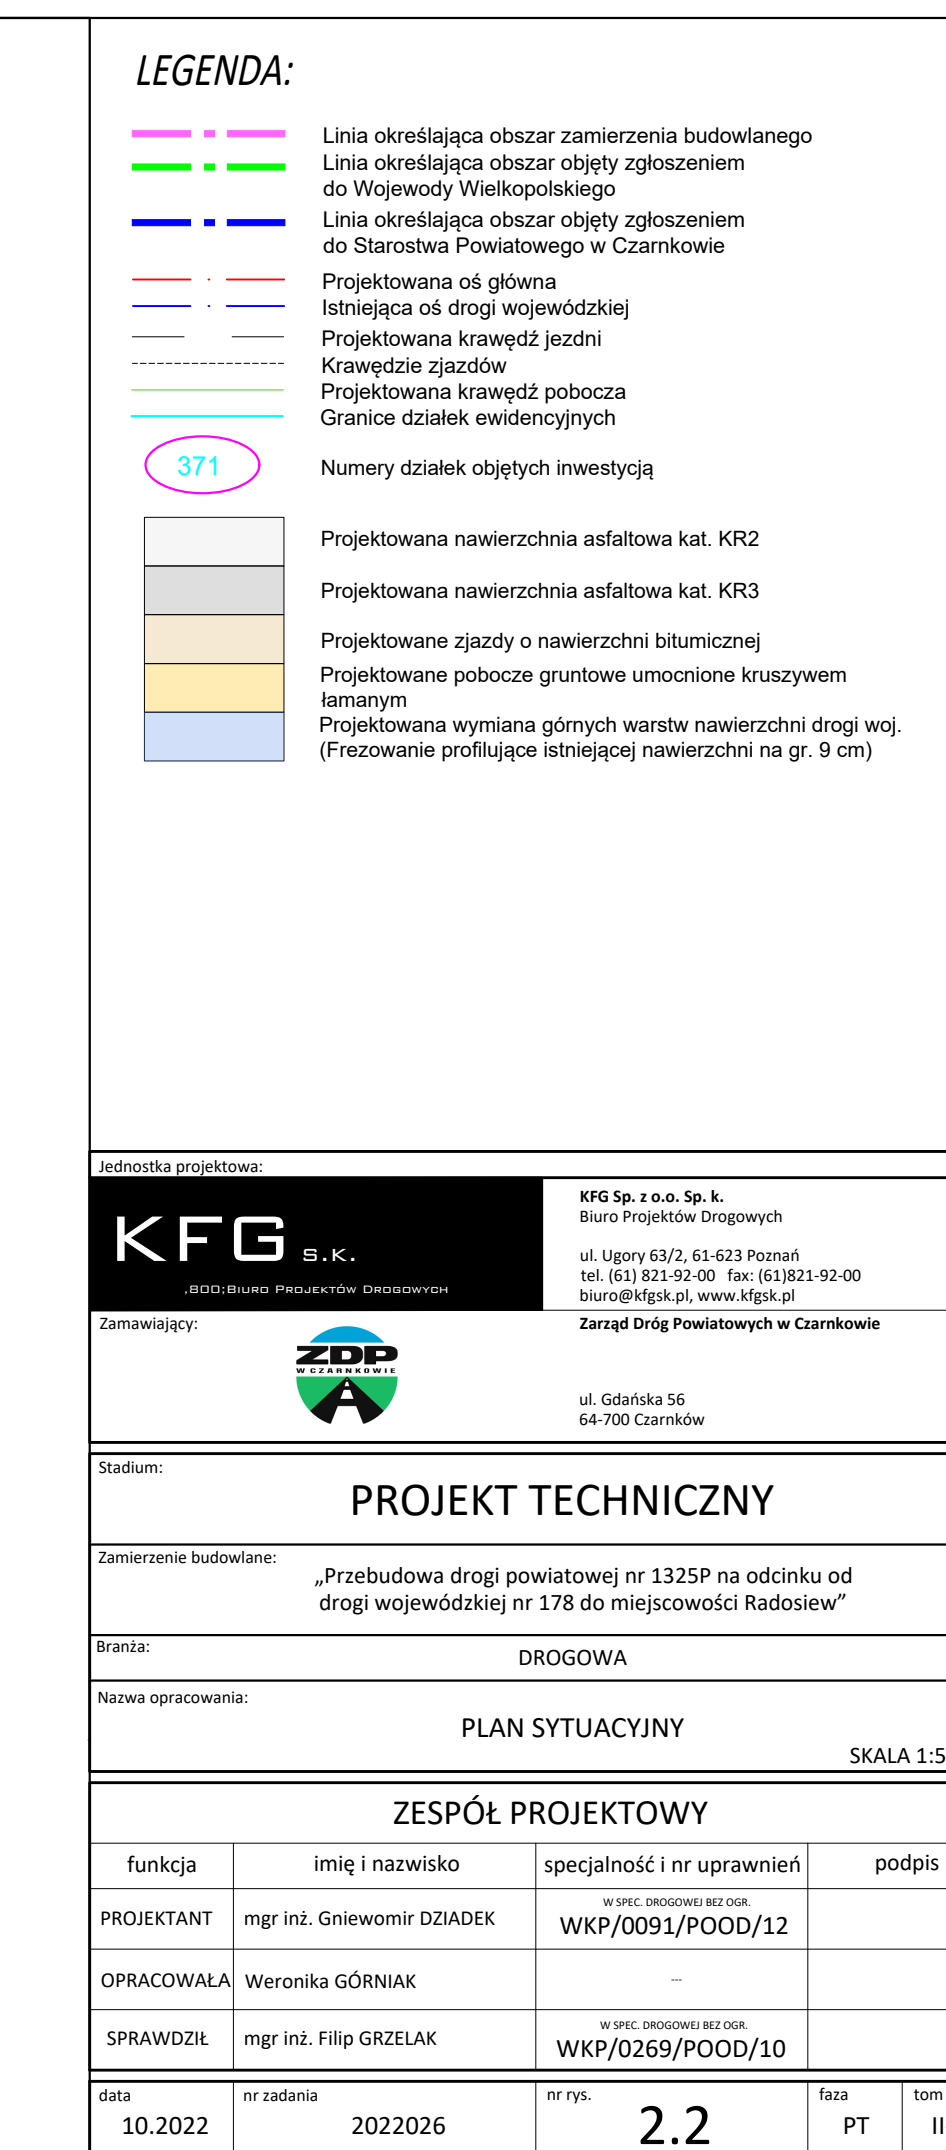 LEGENDA:
Linia określająca obszar zamierzenia budowlanego
Linia określająca obszar objęty zgłoszeniem
do Wojewody Wielkopolskiego
Linia określająca obszar objęty zgłoszeniem
do Starostwa Powiatowego w Czarnkowie
Projektowana oś główna
Istniejąca oś drogi wojewódzkiej
Projektowana krawędź jezdni
Krawędzie zjazdów
Projektowana krawędź pobocza
Granice działek ewidencyjnych
371 Numery działek objętych inwestycją
Projektowana nawierzchnia asfaltowa kat. KR2
Projektowana nawierzchnia asfaltowa kat. KR3
Projektowane zjazdy o nawierzchni bitumicznej
Projektowane pobocze gruntowe umocnione kruszywem
łamanym
Projektowana wymiana górnych warstw nawierzchni drogi woj.
(Frezowanie profilujące istniejącej nawierzchni na gr. 9 cm)
Jednostka projektowa:
KFG S.K.
,800;Biuro Projektów Drogowych
KFG Sp. z o.o. Sp. k.
Biuro Projektów Drogowych
ul. Ugory 63/2, 61-623 Poznań
tel. (61) 821-92-00 fax: (61)821-92-00
biuro@kfgsk.pl, www.kfgsk.pl
Zamawiający:
ZDP
W CZARNKOWIE
Zarząd Dróg Powiatowych w Czarnkowie
ul. Gdańska 56
64-700 Czarnków
Stadium:
PROJEKT TECHNICZNY
Zamierzenie budowlane:
„Przebudowa drogi powiatowej nr 1325P na odcinku od
drogi wojewódzkiej nr 178 do miejscowości Radosiew”
Branża:
DROGOWA
Nazwa opracowania:
PLAN SYTUACYJNY
SKALA 1:5
ZESPÓŁ PROJEKTOWY
funkcja imię i nazwisko specjalność i nr uprawnień podpis
PROJEKTANT mgr inż. Gniewomir DZIADEK W SPEC. DROGOWEJ BEZ OGR.
WKP/0091/POOD/12
OPRACOWAŁA Weronika GÓRNIAK ---
SPRAWDZIŁ mgr inż. Filip GRZELAK W SPEC. DROGOWEJ BEZ OGR.
WKP/0269/POOD/10
data nr zadania nr rys. faza tom
10.2022 2022026 2.2 PT II